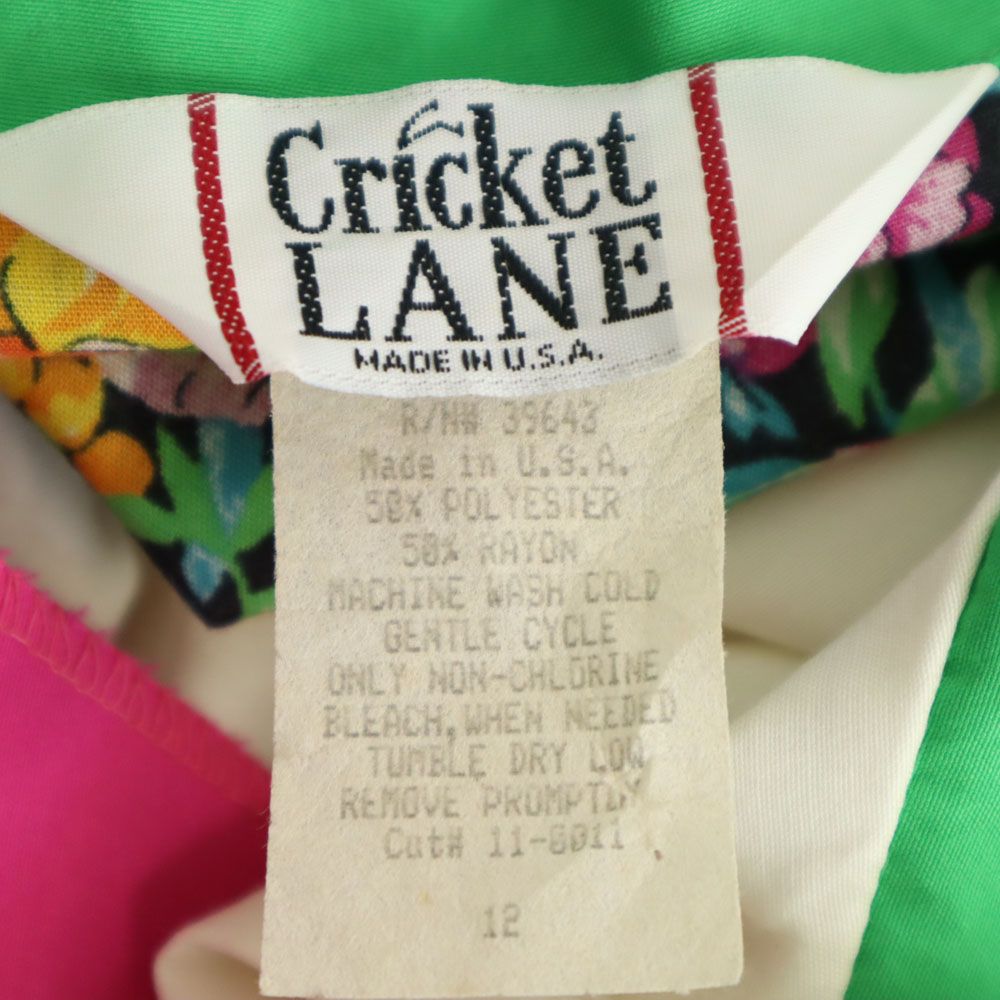 Cricket
LANE
MADE IN U.S.A.
R/N# 39643
Made in U.S.A.
50% POLYESTER
50% RAYON
MACHINE WASH COLD
GENTLE CYCLE
ONLY NON-CHLORINE
BLEACH,WHEN NEEDED
TUMBLE DRY LOW
REMOVE PROMPTLY
Cut# 11-8011
12